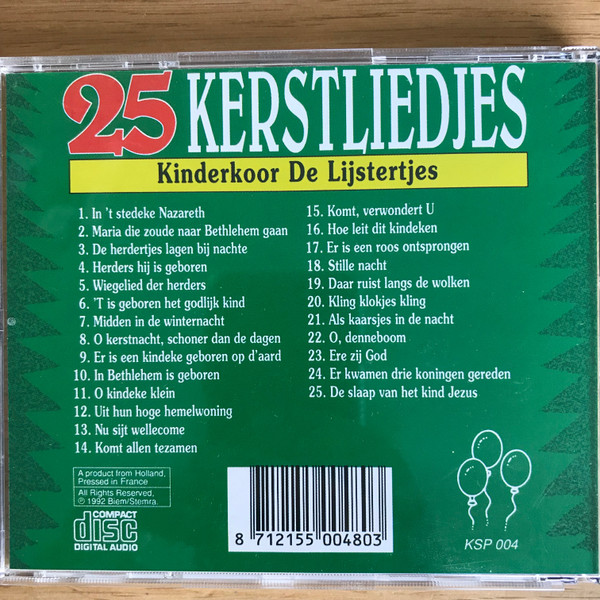 25 KERSTLIEDJES
Kinderkoor De Lijstertjes
1. In 't stedeke Nazareth
2. Maria die zoude naar Bethlehem gaan
3. De herdertjes lagen bij nachte
4. Herders hij is geboren
5. Wiegelied der herders
6. 'T is geboren het godlijk kind
7. Midden in de winternacht
8. O kerstnacht, schoner dan de dagen
9. Er is een kindeke geboren op d'aard
10. In Bethlehem is geboren
11. O kindeke klein
12. Uit hun hoge hemelwoning
13. Nu sijt wellecome
14. Komt allen tezamen
15. Komt, verwondert U
16. Hoe leit dit kindeken
17. Er is een roos ontsprongen
18. Stille nacht
19. Daar ruist langs de wolken
20. Kling klokjes kling
21. Als kaarsjes in de nacht
22. O, denneboom
23. Ere zij God
24. Er kwamen drie koningen gereden
25. De slaap van het kind Jezus
A product from Holland,
Pressed in France
All Rights Reserved,
℗ 1992 Biem/Stemra.
COMPACT
disc
DIGITAL AUDIO
8 712155 004803
KSP 004